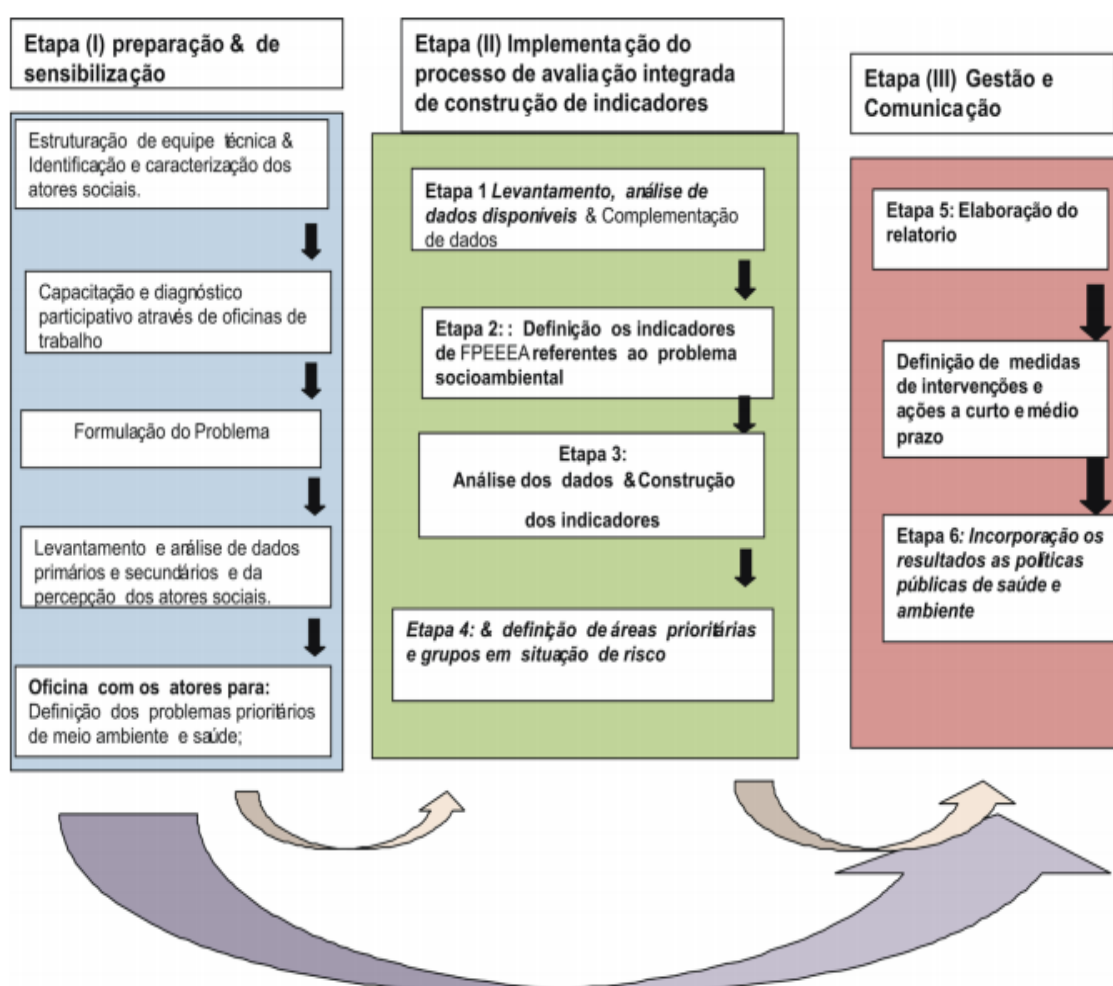 Etapa (I) preparação & de
sensibilização
Estruturação de equipe técnica &
Identificação e caracterização dos
atores sociais.
Capacitação e diagnóstico
participativo através de oficinas de
trabalho
Formulação do Problema
Levantamento e análise de dados
primários e secundários e da
percepção dos atores sociais.
Oficina com os atores para:
Definição dos problemas prioritários
de meio ambiente e saúde;
Etapa (II) Implementação do
processo de avaliação integrada
de construção de indicadores
Etapa 1 Levantamento, análise de
dados disponíveis & Complementação
de dados
Etapa 2: : Definição os indicadores
de FPEEEA referentes ao problema
socioambiental
Etapa 3:
Análise dos dados & Construção
dos indicadores
Etapa 4: & definição de áreas prioritárias
e grupos em situação de risco
Etapa (III) Gestão e
Comunicação
Etapa 5: Elaboração do
relatorio
Definição de medidas
de intervenções e
ações a curto e médio
prazo
Etapa 6: Incorporação os
resultados as políticas
públicas de saúde e
ambiente